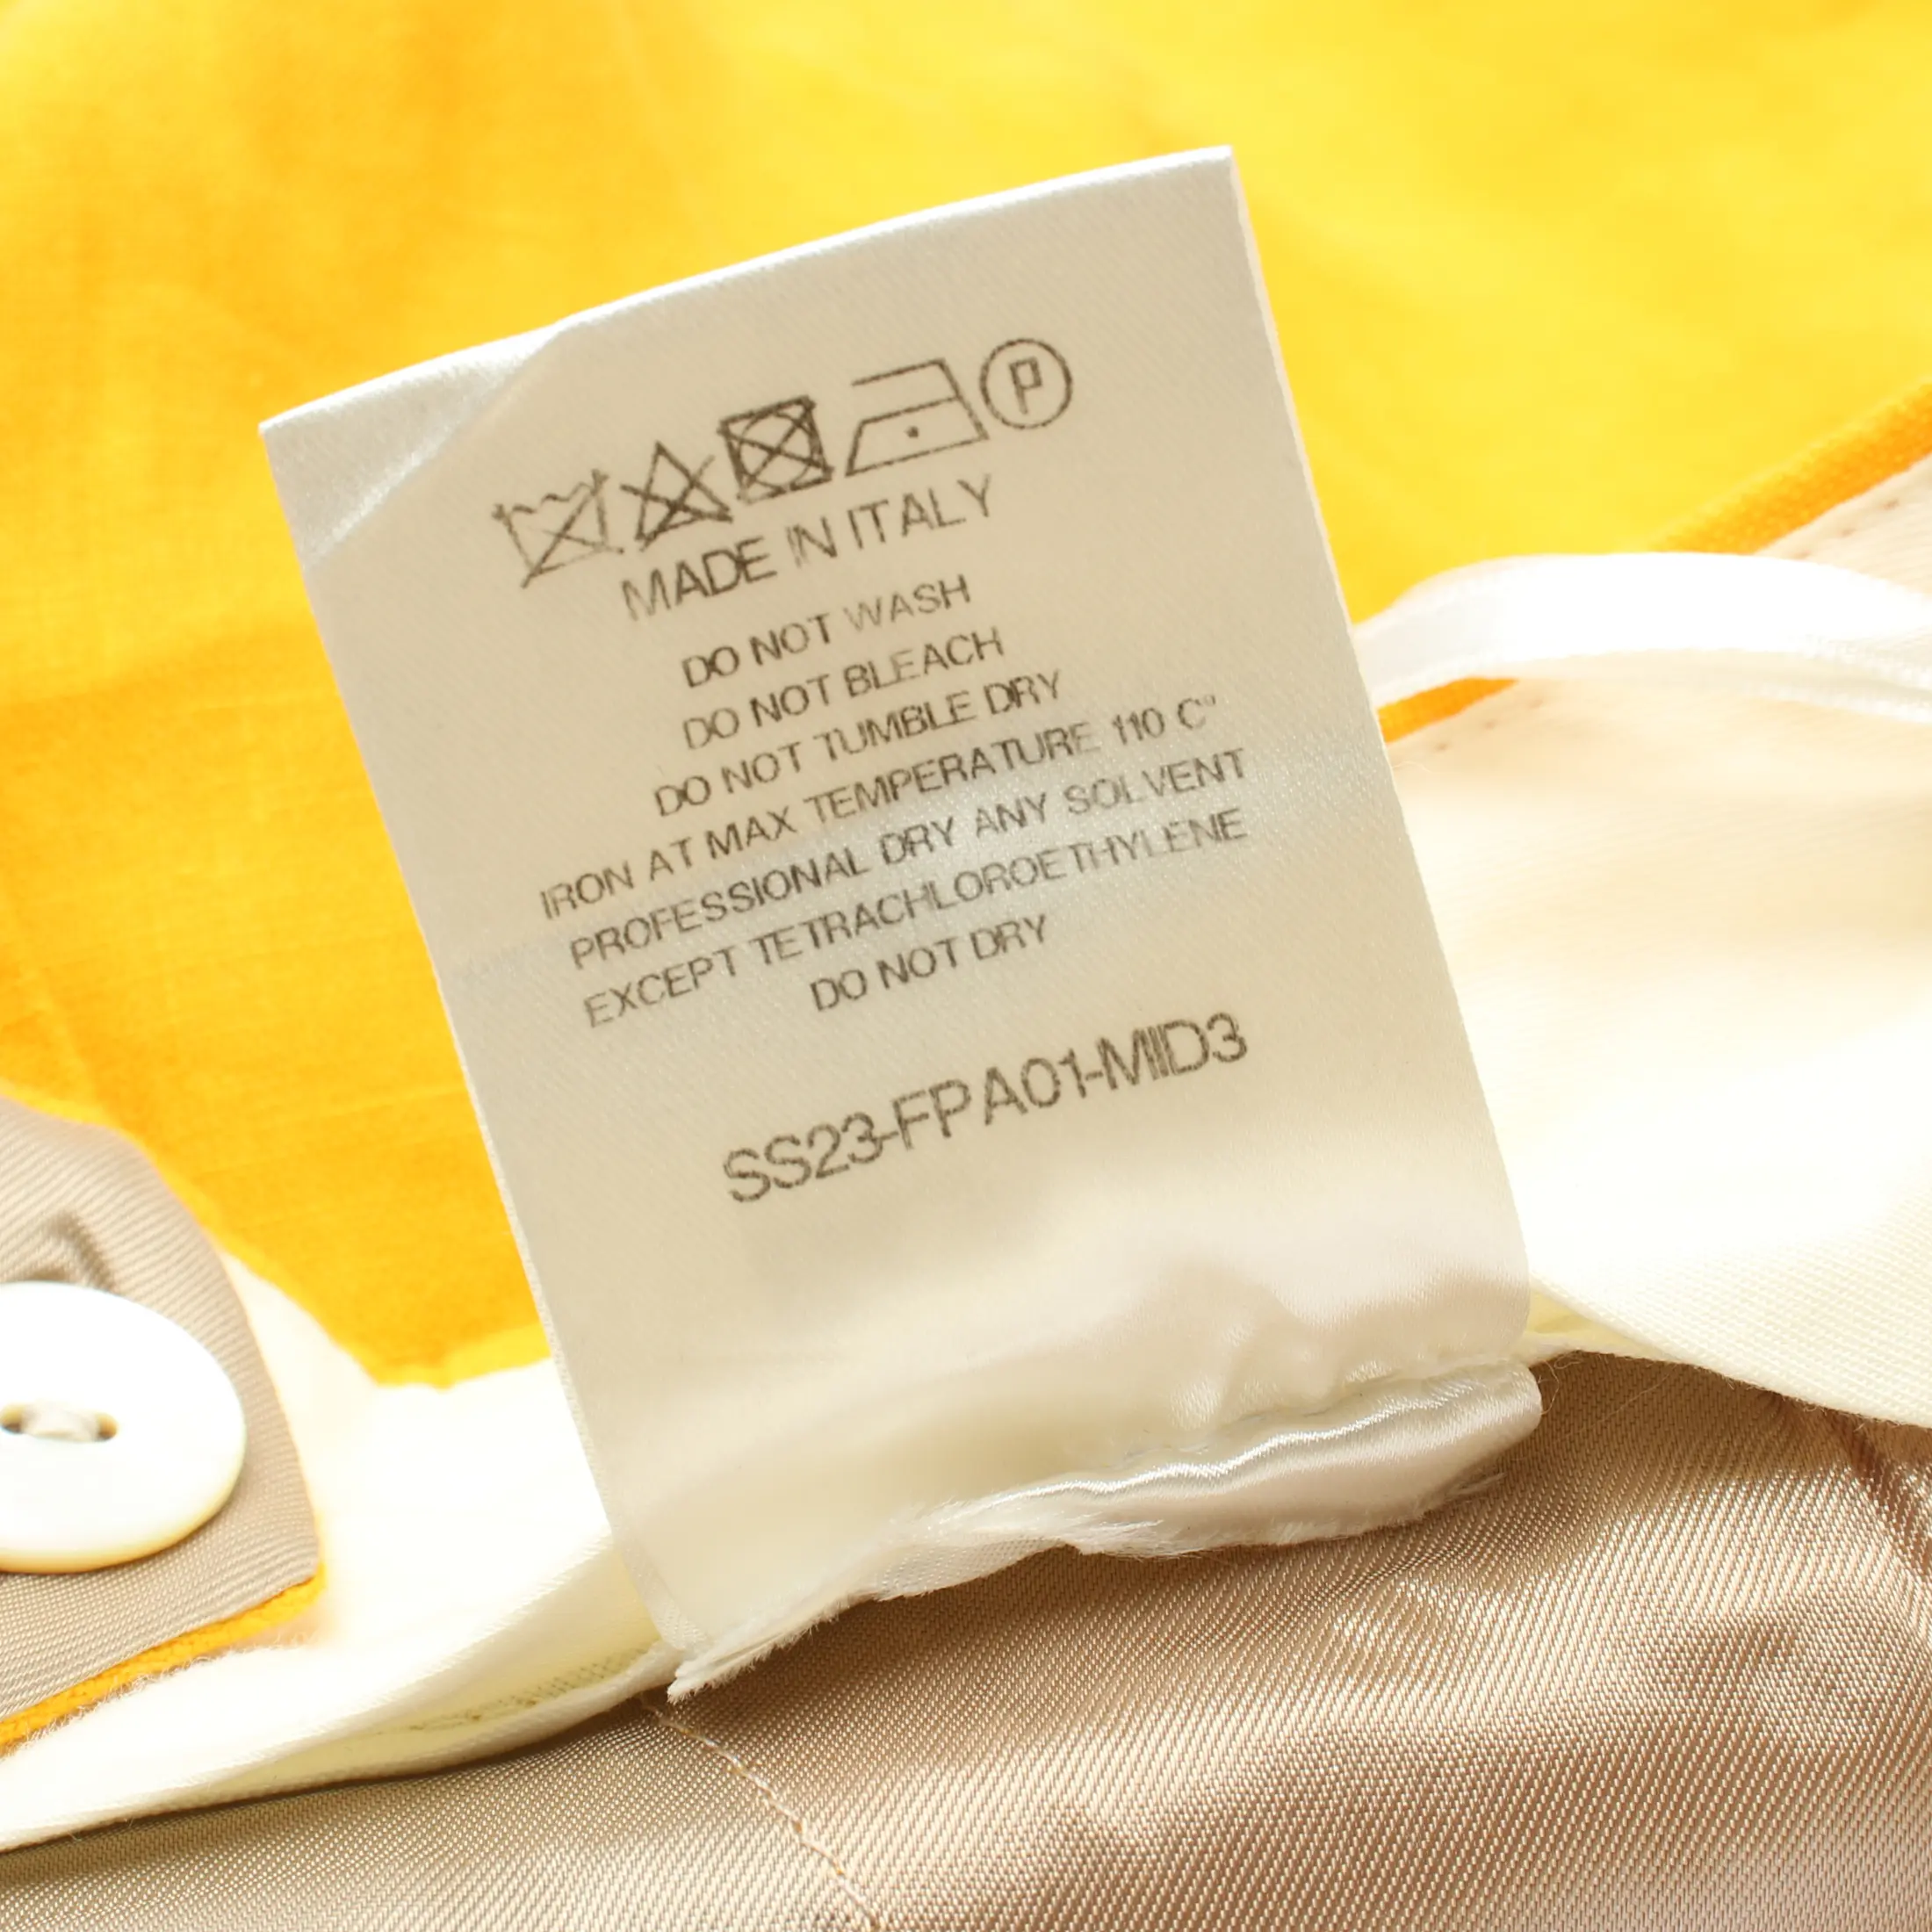 P
MADE IN ITALY
DO NOT WASH
DO NOT BLEACH
DO NOT TUMBLE DRY
IRON AT MAX TEMPERATURE 110 C°
PROFESSIONAL DRY ANY SOLVENT
EXCEPT TETRACHLOROETHYLENE
DO NOT DRY
SS23-FPA01-MID3